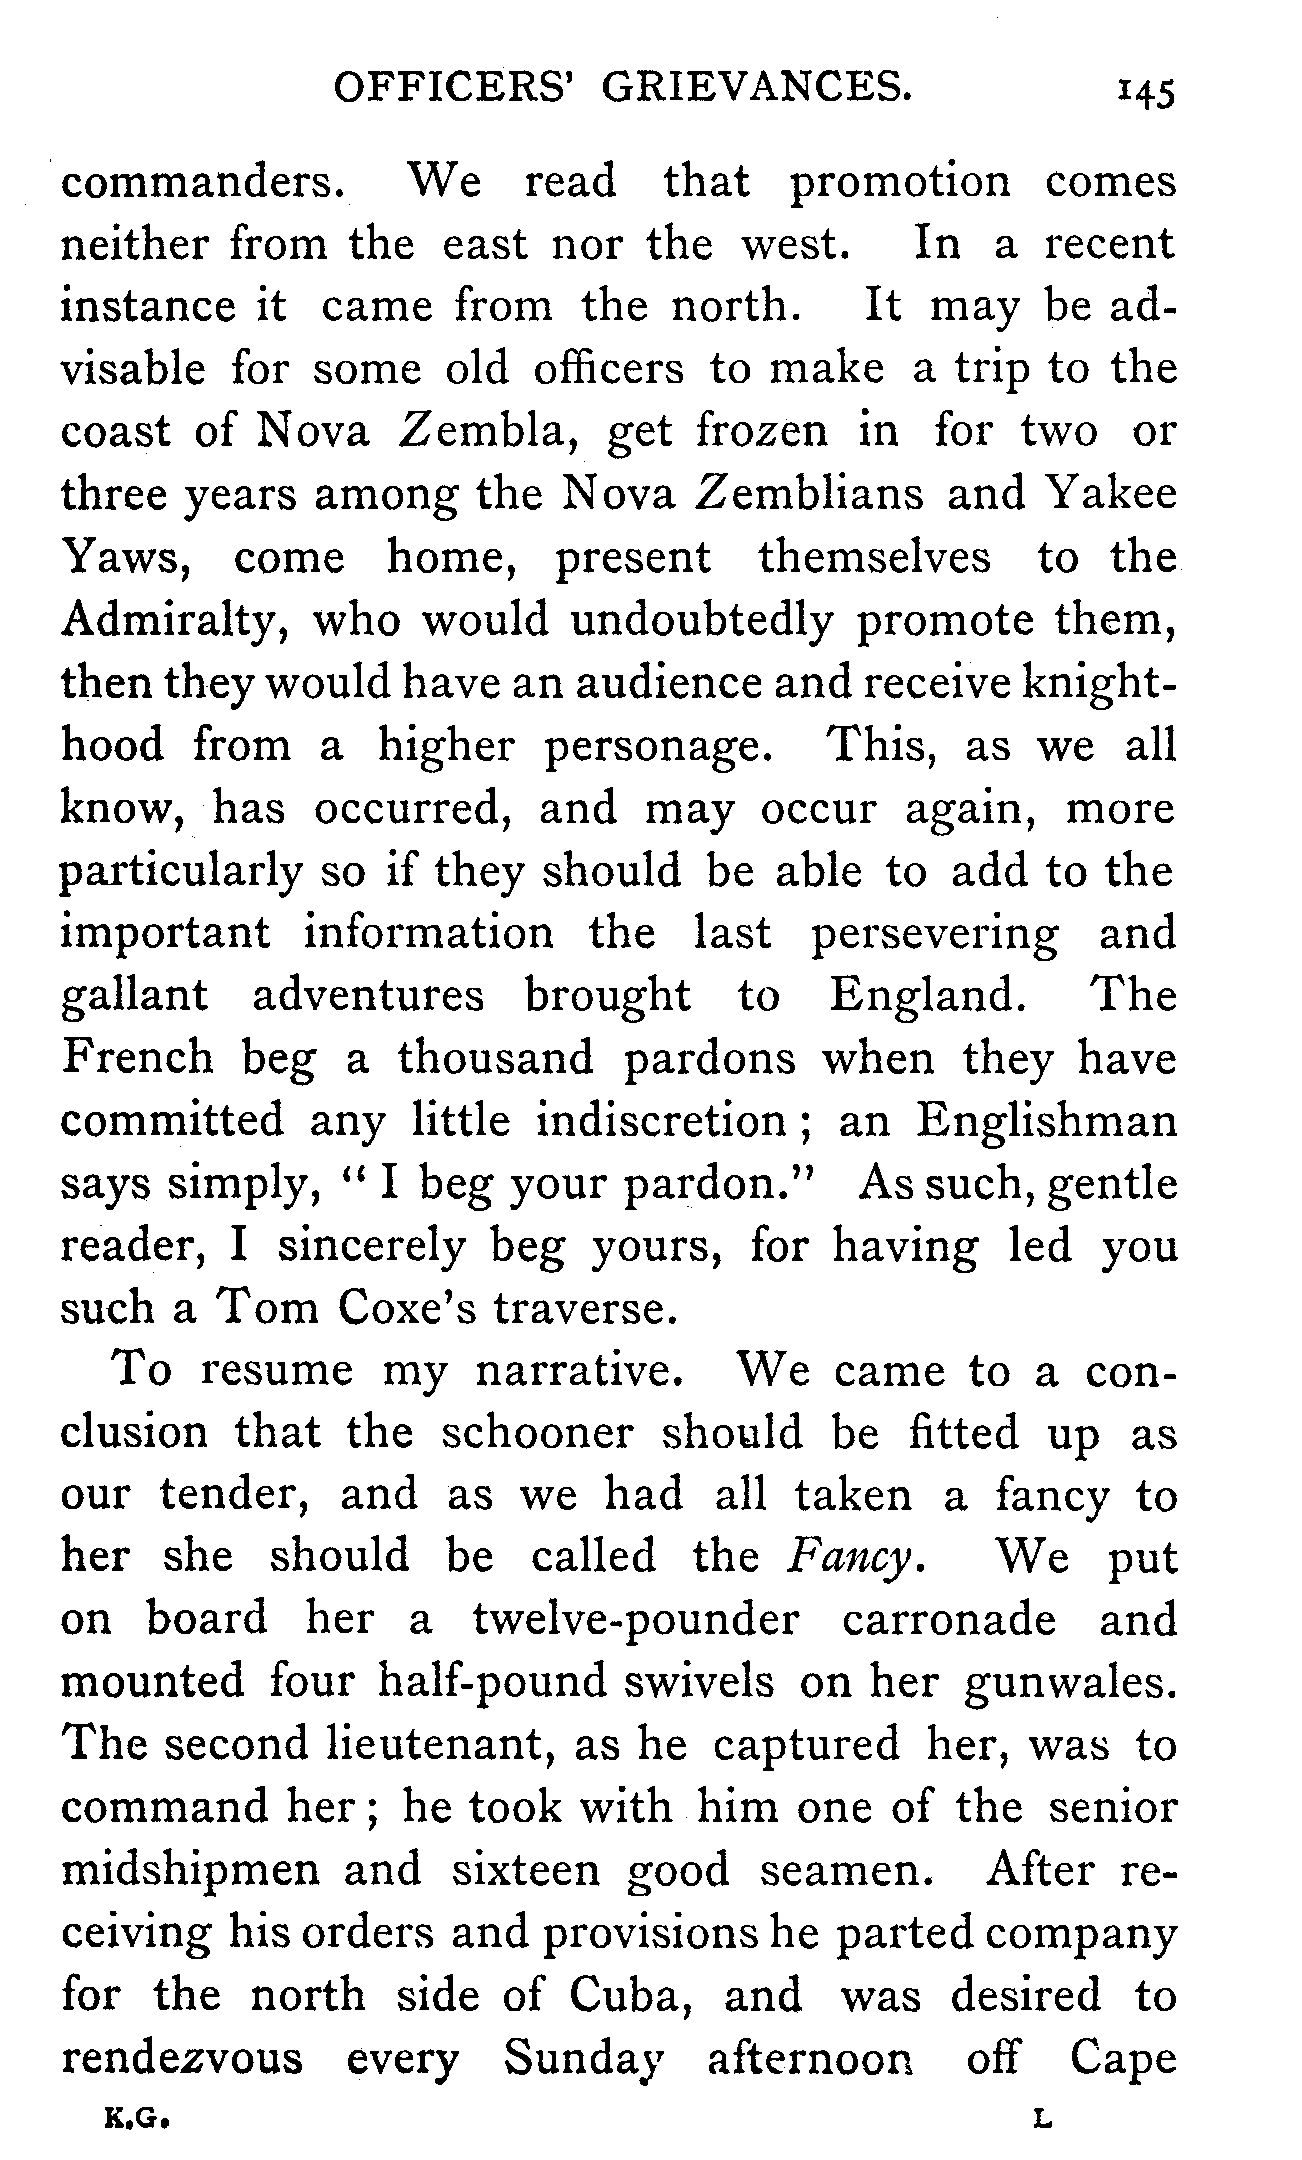 OFFICERS' GRIEVANCES. 145
commanders. We read that promotion comes
neither from the east nor the west. In a recent
instance it came from the north. It may be ad-
visable for some old officers to make a trip to the
coast of Nova Zembla, get frozen in for two or
three years among the Nova Zemblians and Yakee
Yaws, come home, present themselves to the
Admiralty, who would undoubtedly promote them,
then they would have an audience and receive knight-
hood from a higher personage. This, as we all
know, has occurred, and may occur again, more
particularly so if they should be able to add to the
important information the last persevering and
gallant adventures brought to England. The
French beg a thousand pardons when they have
committed any little indiscretion; an Englishman
says simply, "I beg your pardon." As such, gentle
reader, I sincerely beg yours, for having led you
such a Tom Coxe's traverse.
To resume my narrative. We came to a con-
clusion that the schooner should be fitted up as
our tender, and as we had all taken a fancy to
her she should be called the Fancy. We put
on board her a twelve-pounder carronade and
mounted four half-pound swivels on her gunwales.
The second lieutenant, as he captured her, was to
command her; he took with him one of the senior
midshipmen and sixteen good seamen. After re-
ceiving his orders and provisions he parted company
for the north side of Cuba, and was desired to
rendezvous every Sunday afternoon off Cape
K.G. L